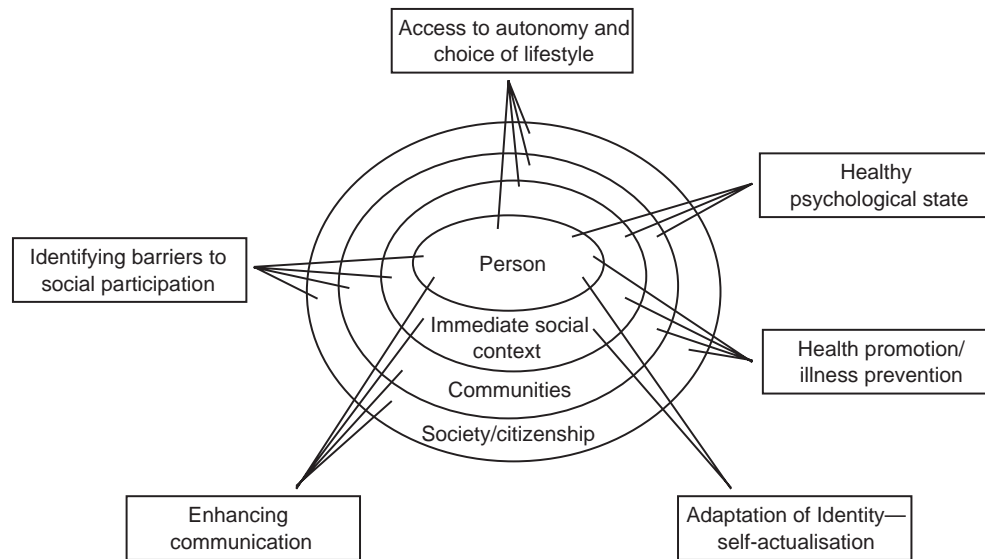 Access to autonomy and
choice of lifestyle
Healthy
psychological state
Identifying barriers to
social participation
Person
Immediate social
context
Communities
Society/citizenship
Health promotion/
illness prevention
Enhancing
communication
Adaptation of Identity—
self-actualisation